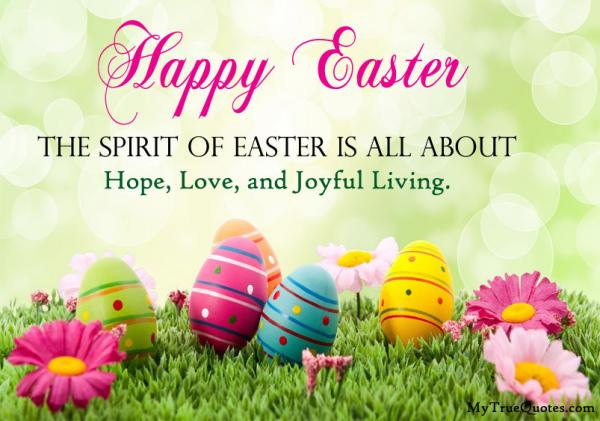 Happy Easter
THE SPIRIT OF EASTER IS ALL ABOUT
Hope, Love, and Joyful Living.
MyTrueQuotes.com